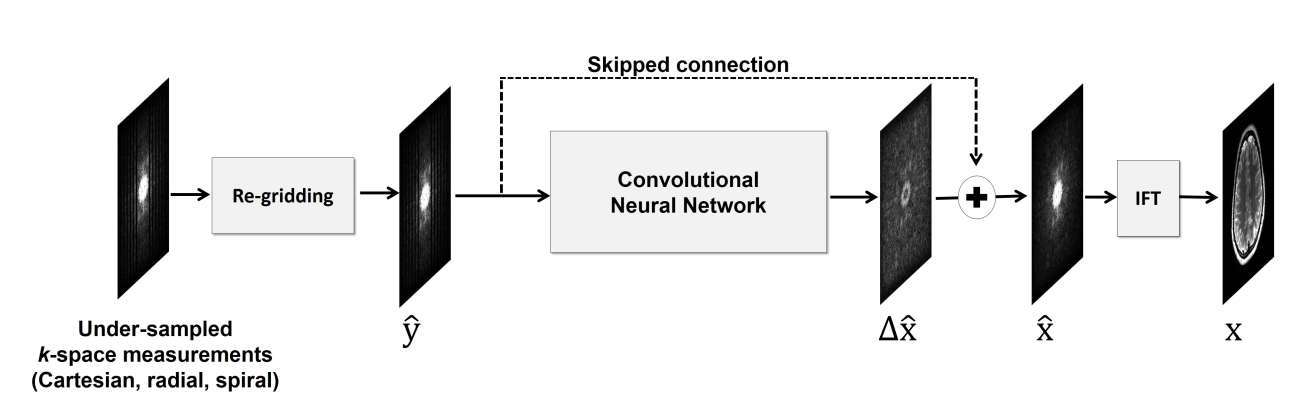 Skipped connection
Re-gridding
Convolutional
Neural Network
IFT
Under-sampled
k-space measurements
(Cartesian, radial, spiral)
ŷ
Δx̂
x̂
x